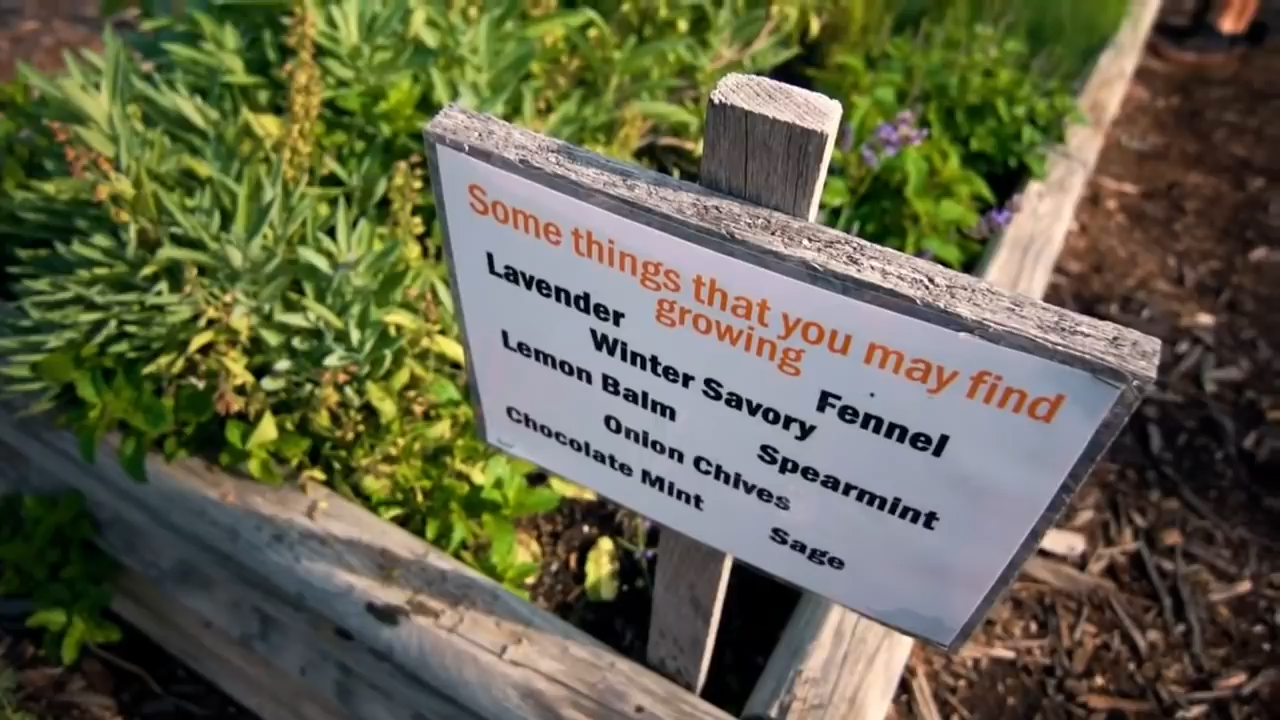 Some things that you may find
growing
Lavender
Winter Savory
Fennel
Lemon Balm
Onion Chives
Spearmint
Chocolate Mint
Sage